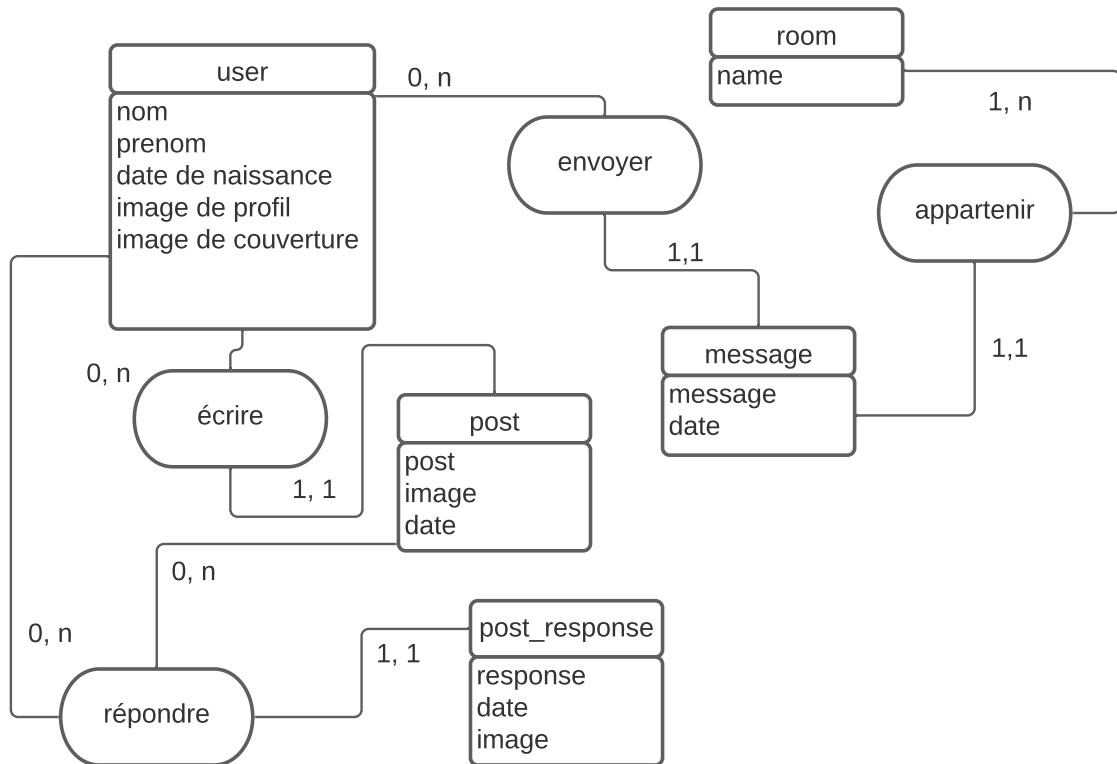 room
name
1, n
user
nom
prenom
date de naissance
image de profil
image de couverture
0, n
envoyer
appartenir
1,1
message
message
date
1,1
0, n
écrire
1, 1
post
post
image
date
0, n
0, n
répondre
1, 1
post_response
response
date
image